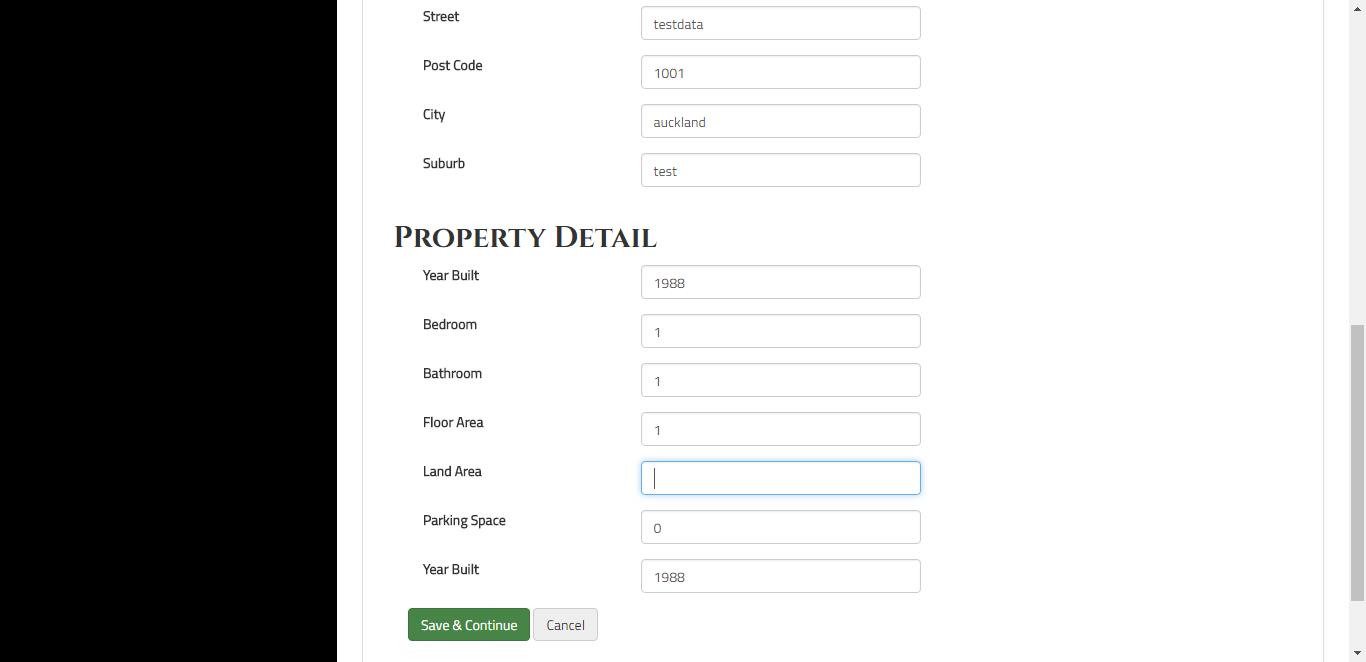 Street
testdata
Post Code
1001
City
auckland
Suburb
test
Property Detail
Year Built
1988
Bedroom
1
Bathroom
1
Floor Area
1
Land Area
Parking Space
0
Year Built
1988
Save & Continue
Cancel